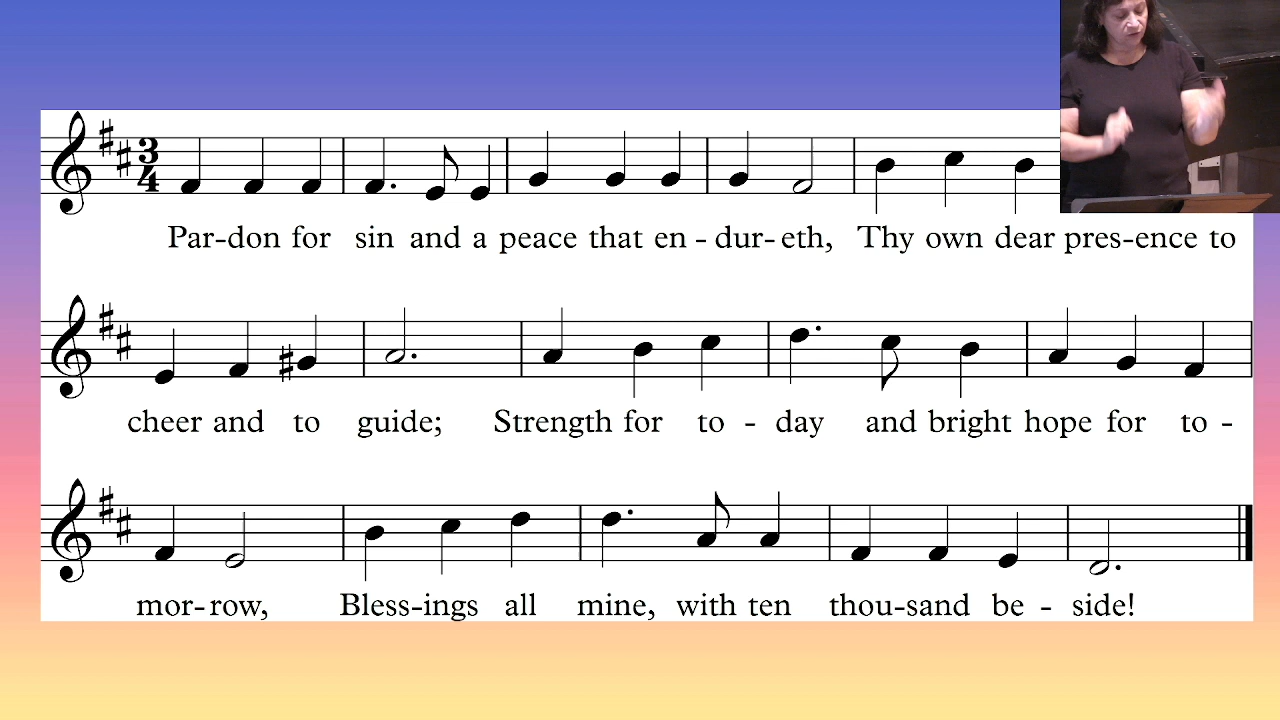 3
4
Par-don for sin and a peace that en - dur- eth, Thy own dear pres-ence to
cheer and to guide; Strength for to - day and bright hope for to -
mor- row, Bless-ings all mine, with ten thou-sand be - side!